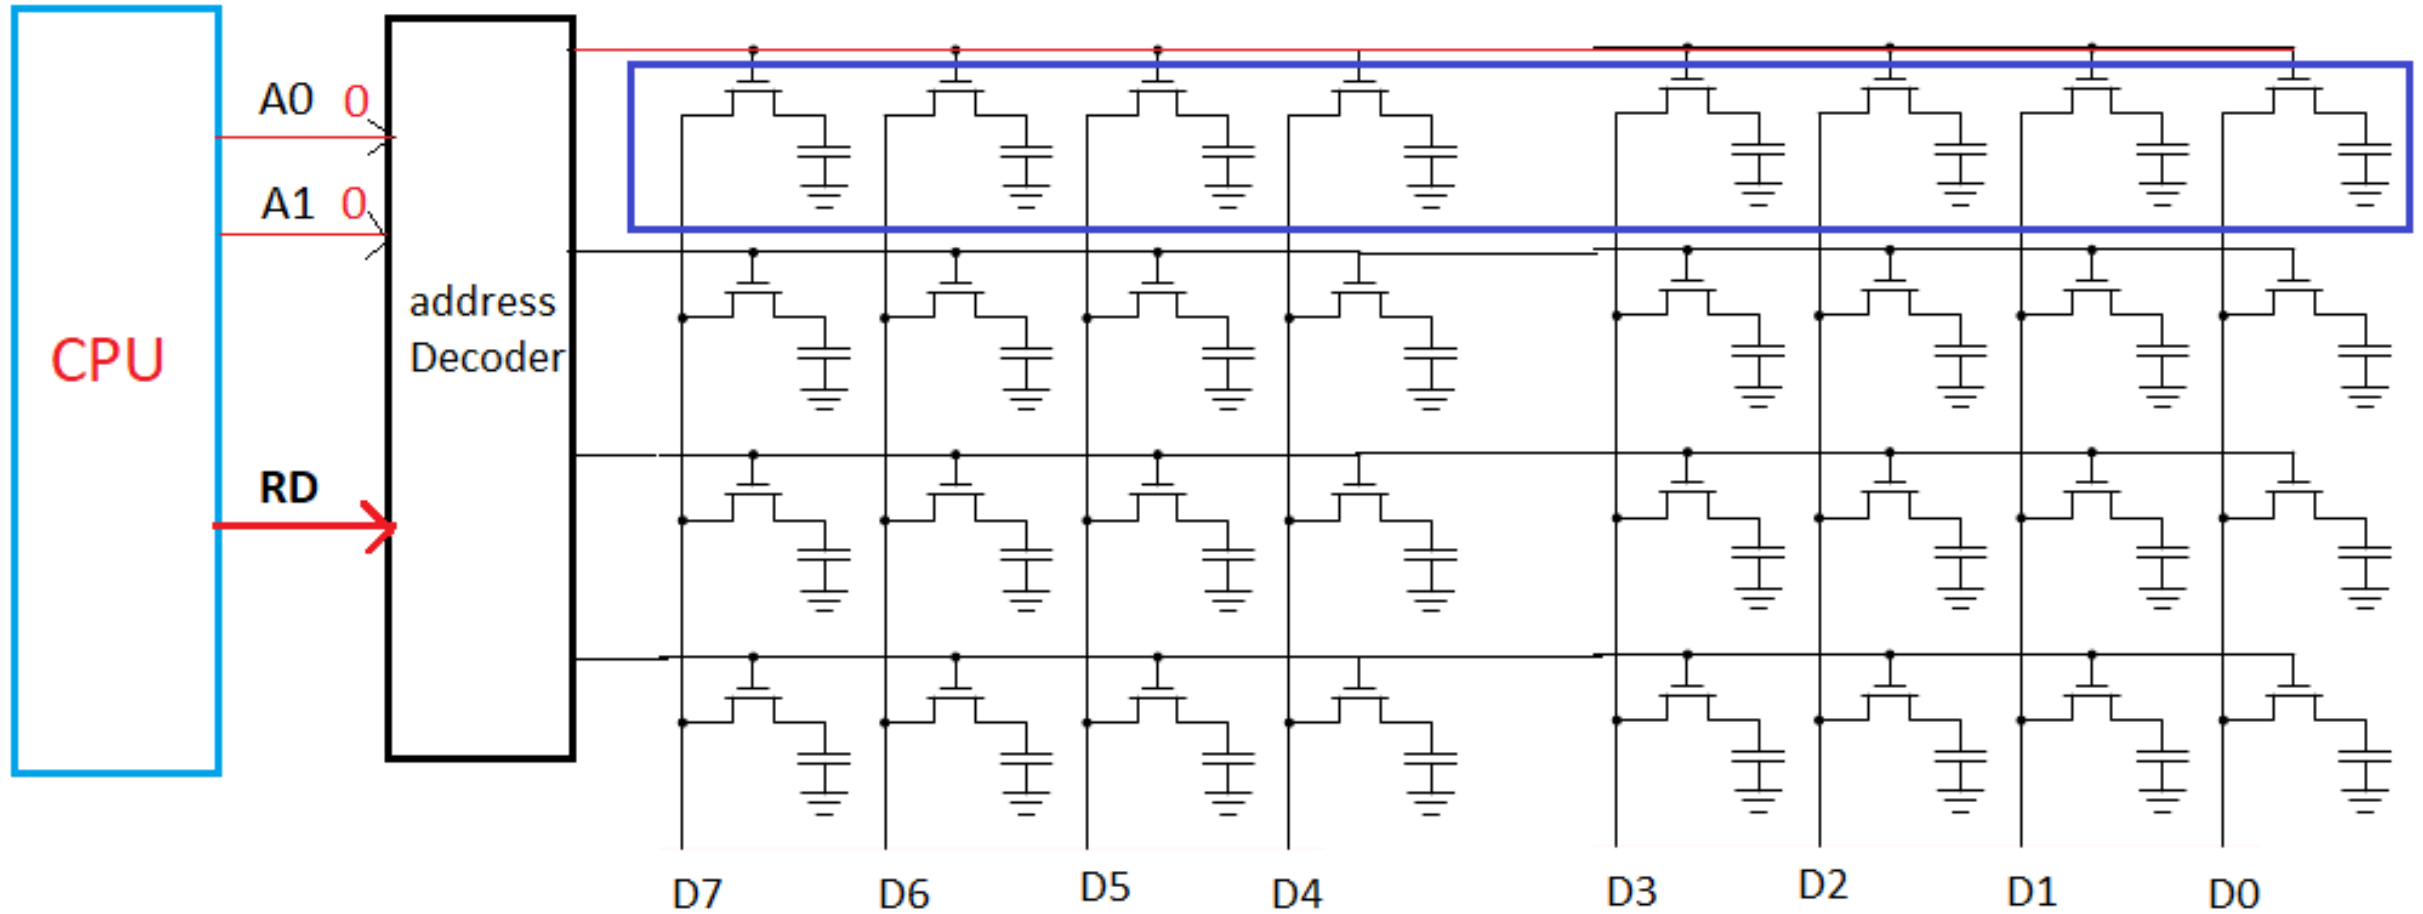 A0 0
A1 0
address
Decoder
CPU
RD
D7 D6 D5 D4 D3 D2 D1 D0